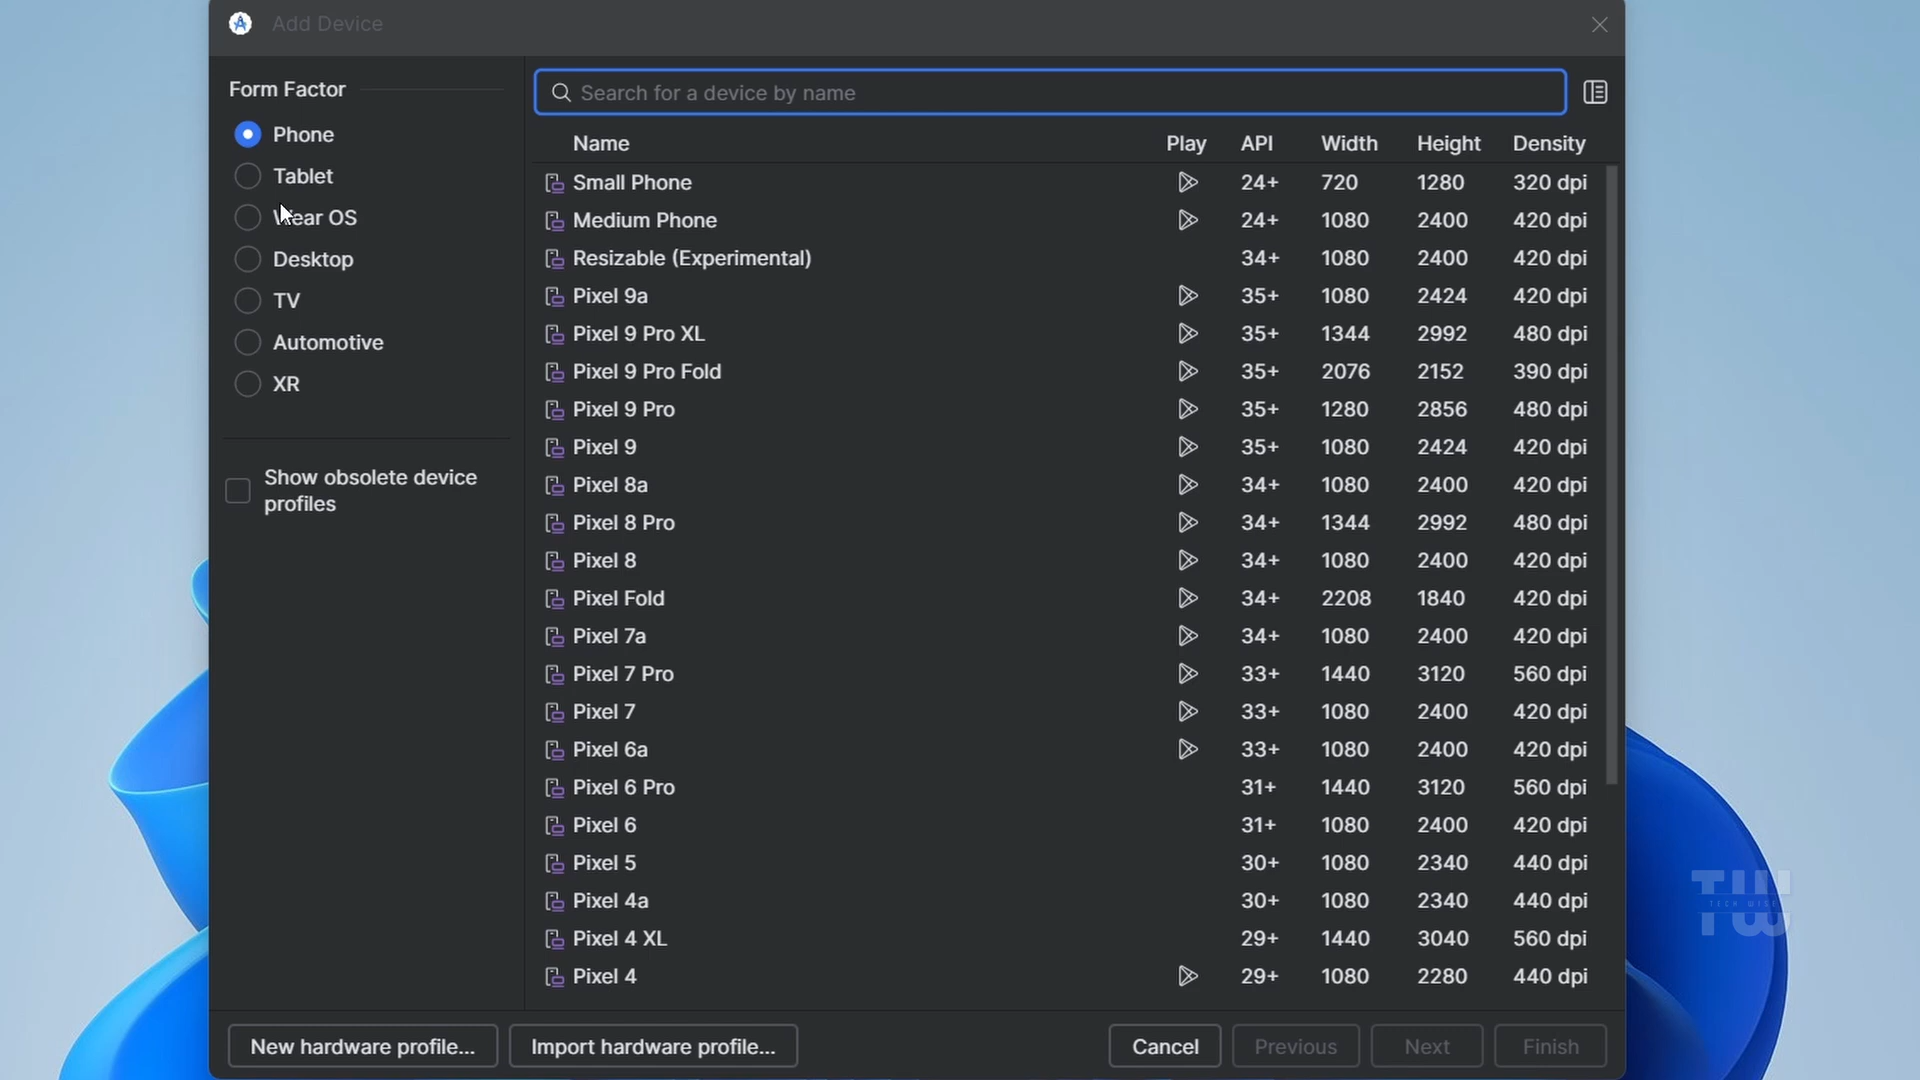 Add Device
Form Factor
Phone
Tablet
Wear OS
Desktop
TV
Automotive
XR
Show obsolete device
profiles
Search for a device by name
Name Play API Width Height Density
Small Phone 24+ 720 1280 320 dpi
Medium Phone 24+ 1080 2400 420 dpi
Resizable (Experimental) 34+ 1080 2400 420 dpi
Pixel 9a 35+ 1080 2424 420 dpi
Pixel 9 Pro XL 35+ 1344 2992 480 dpi
Pixel 9 Pro Fold 35+ 2076 2152 390 dpi
Pixel 9 Pro 35+ 1280 2856 480 dpi
Pixel 9 35+ 1080 2424 420 dpi
Pixel 8a 34+ 1080 2400 420 dpi
Pixel 8 Pro 34+ 1344 2992 480 dpi
Pixel 8 34+ 1080 2400 420 dpi
Pixel Fold 34+ 2208 1840 420 dpi
Pixel 7a 34+ 1080 2400 420 dpi
Pixel 7 Pro 33+ 1440 3120 560 dpi
Pixel 7 33+ 1080 2400 420 dpi
Pixel 6a 33+ 1080 2400 420 dpi
Pixel 6 Pro 31+ 1440 3120 560 dpi
Pixel 6 31+ 1080 2400 420 dpi
Pixel 5 30+ 1080 2340 440 dpi
Pixel 4a 30+ 1080 2340 440 dpi
Pixel 4 XL 29+ 1440 3040 560 dpi
Pixel 4 29+ 1080 2280 440 dpi
New hardware profile... Import hardware profile... Cancel Previous Next Finish
TW
TECH WISE